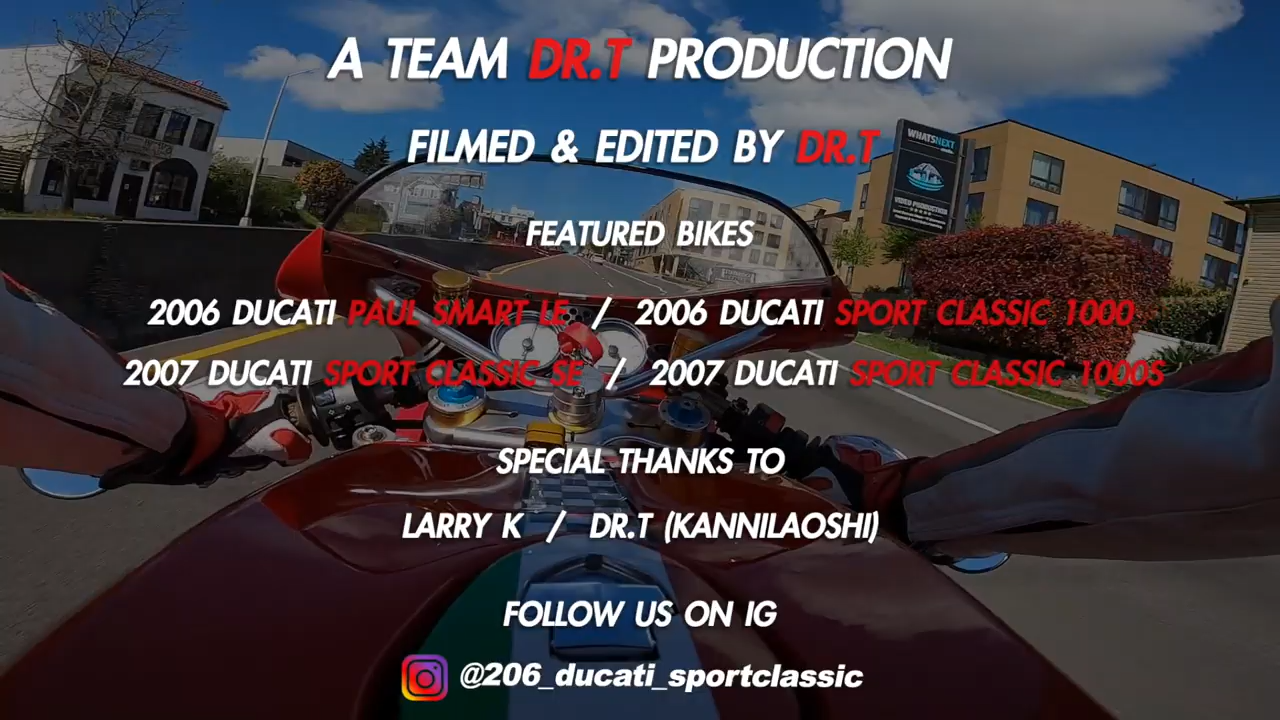 A TEAM DR.T PRODUCTION
FILMED & EDITED BY DR.T
WHATSNEXT
VIDEO PRODUCTION
FEATURED BIKES
2006 DUCATI PAUL SMART LE / 2006 DUCATI SPORT CLASSIC 1000
2007 DUCATI SPORT CLASSIC SE / 2007 DUCATI SPORT CLASSIC 1000S
SPECIAL THANKS TO
LARRY K / DR.T (KANNILAOSHI)
FOLLOW US ON IG
@206_ducati_sportclassic